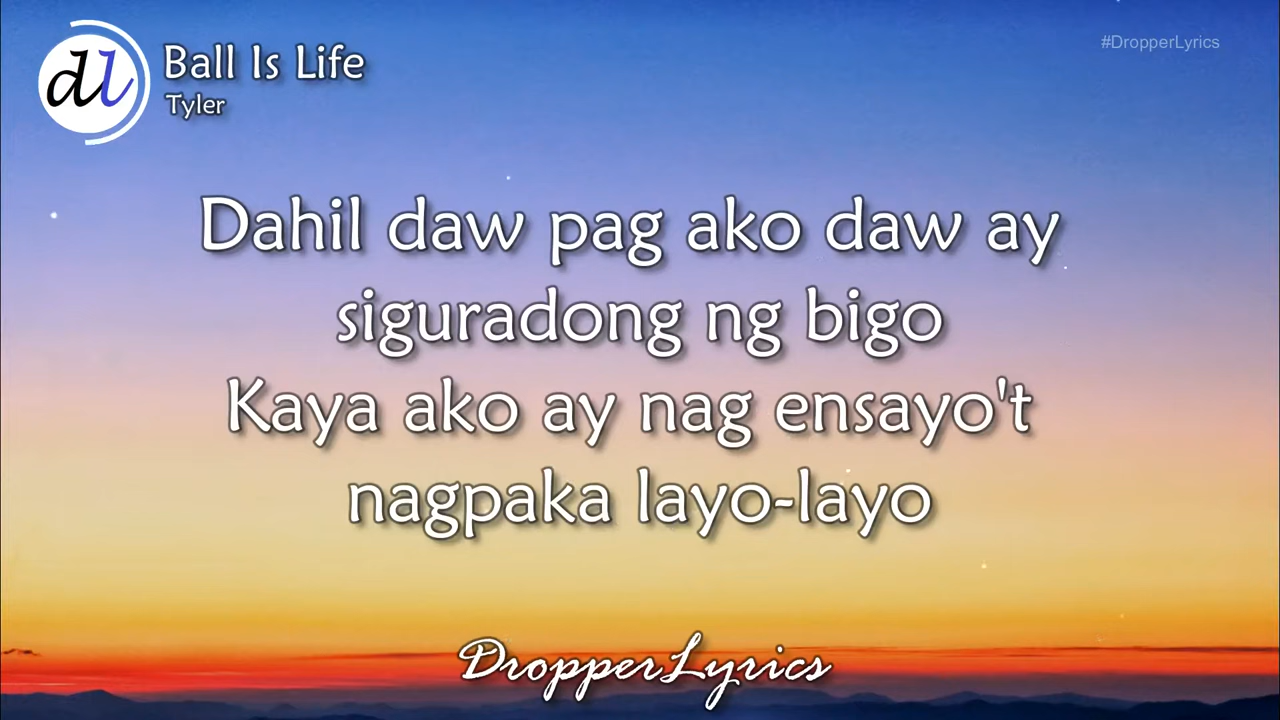 dl
Ball Is Life
Tyler
#DropperLyrics
Dahil daw pag ako daw ay
siguradong ng bigo
Kaya ako ay nag ensayo't
nagpaka layo-layo
DropperLyrics